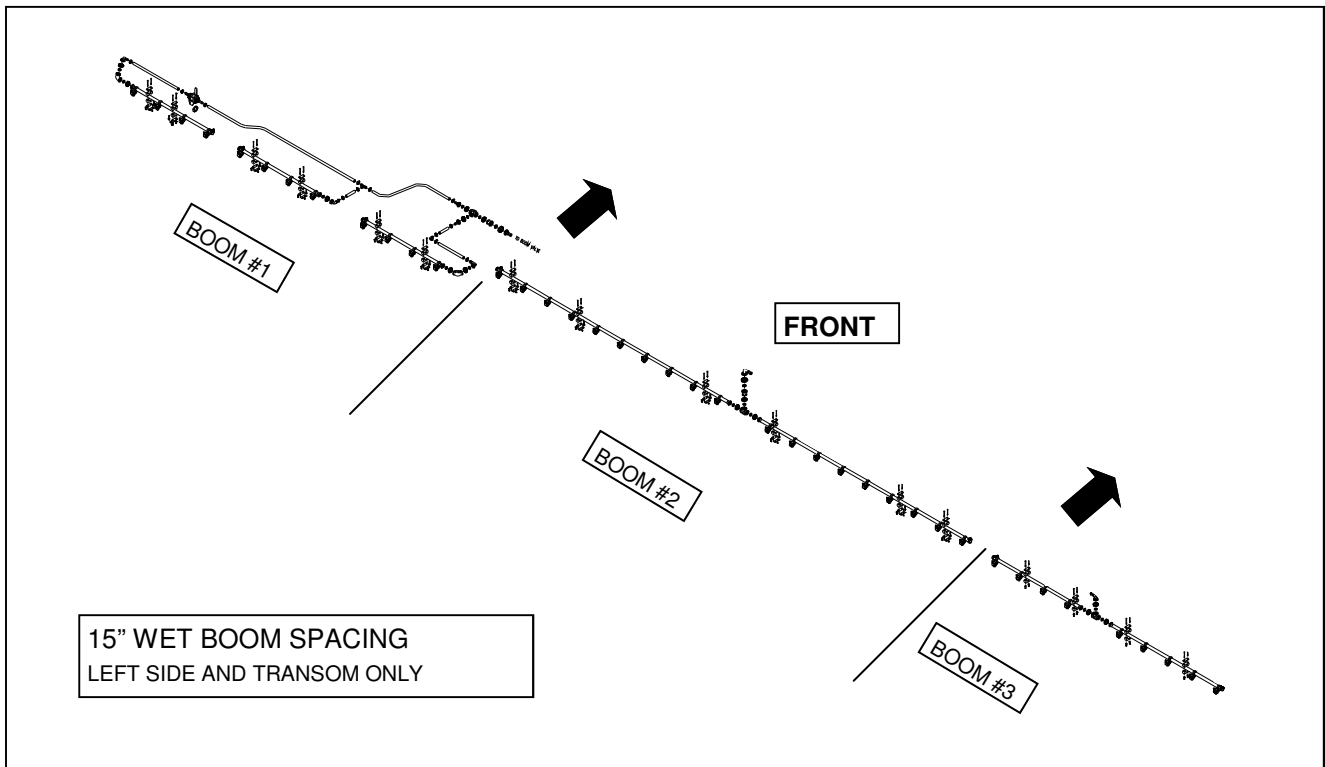 BOOM #1
FRONT
BOOM #2
BOOM #3
15" WET BOOM SPACING
LEFT SIDE AND TRANSOM ONLY